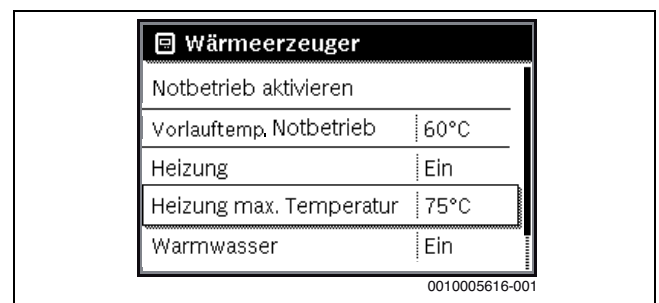 Wärmeerzeuger
Notbetrieb aktivieren
Vorlauftemp. Notbetrieb 60°C
Heizung Ein
Heizung max. Temperatur 75°C
Warmwasser Ein
0010005616-001